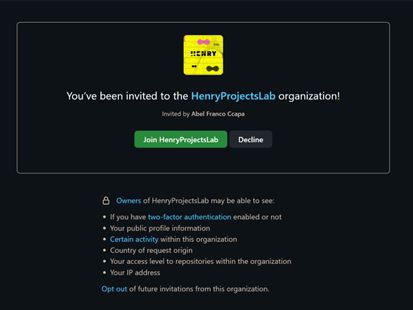 HENRY
You've been invited to the HenryProjectsLab organization!
Invited by Abel Franco Ccapa
Join HenryProjectsLab
Decline
Owners of HenryProjectsLab may be able to see:
• If you have two-factor authentication enabled or not
• Your public profile information
• Certain activity within this organization
• Country of request origin
• Your access level to repositories within the organization
• Your IP address
Opt out of future invitations from this organization.